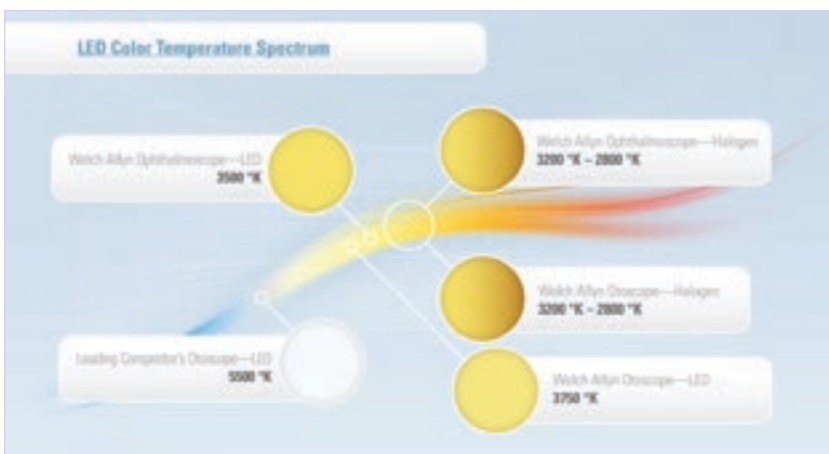 LED Color Temperature Spectrum
Welch Allyn Ophthalmoscope—LED
3500 °K
Welch Allyn Ophthalmoscope—Halogen
3200 °K – 2800 °K
Welch Allyn Otoscope—Halogen
3200 °K – 2800 °K
Leading Competitor's Otoscope—LED
5500 °K
Welch Allyn Otoscope—LED
3750 °K